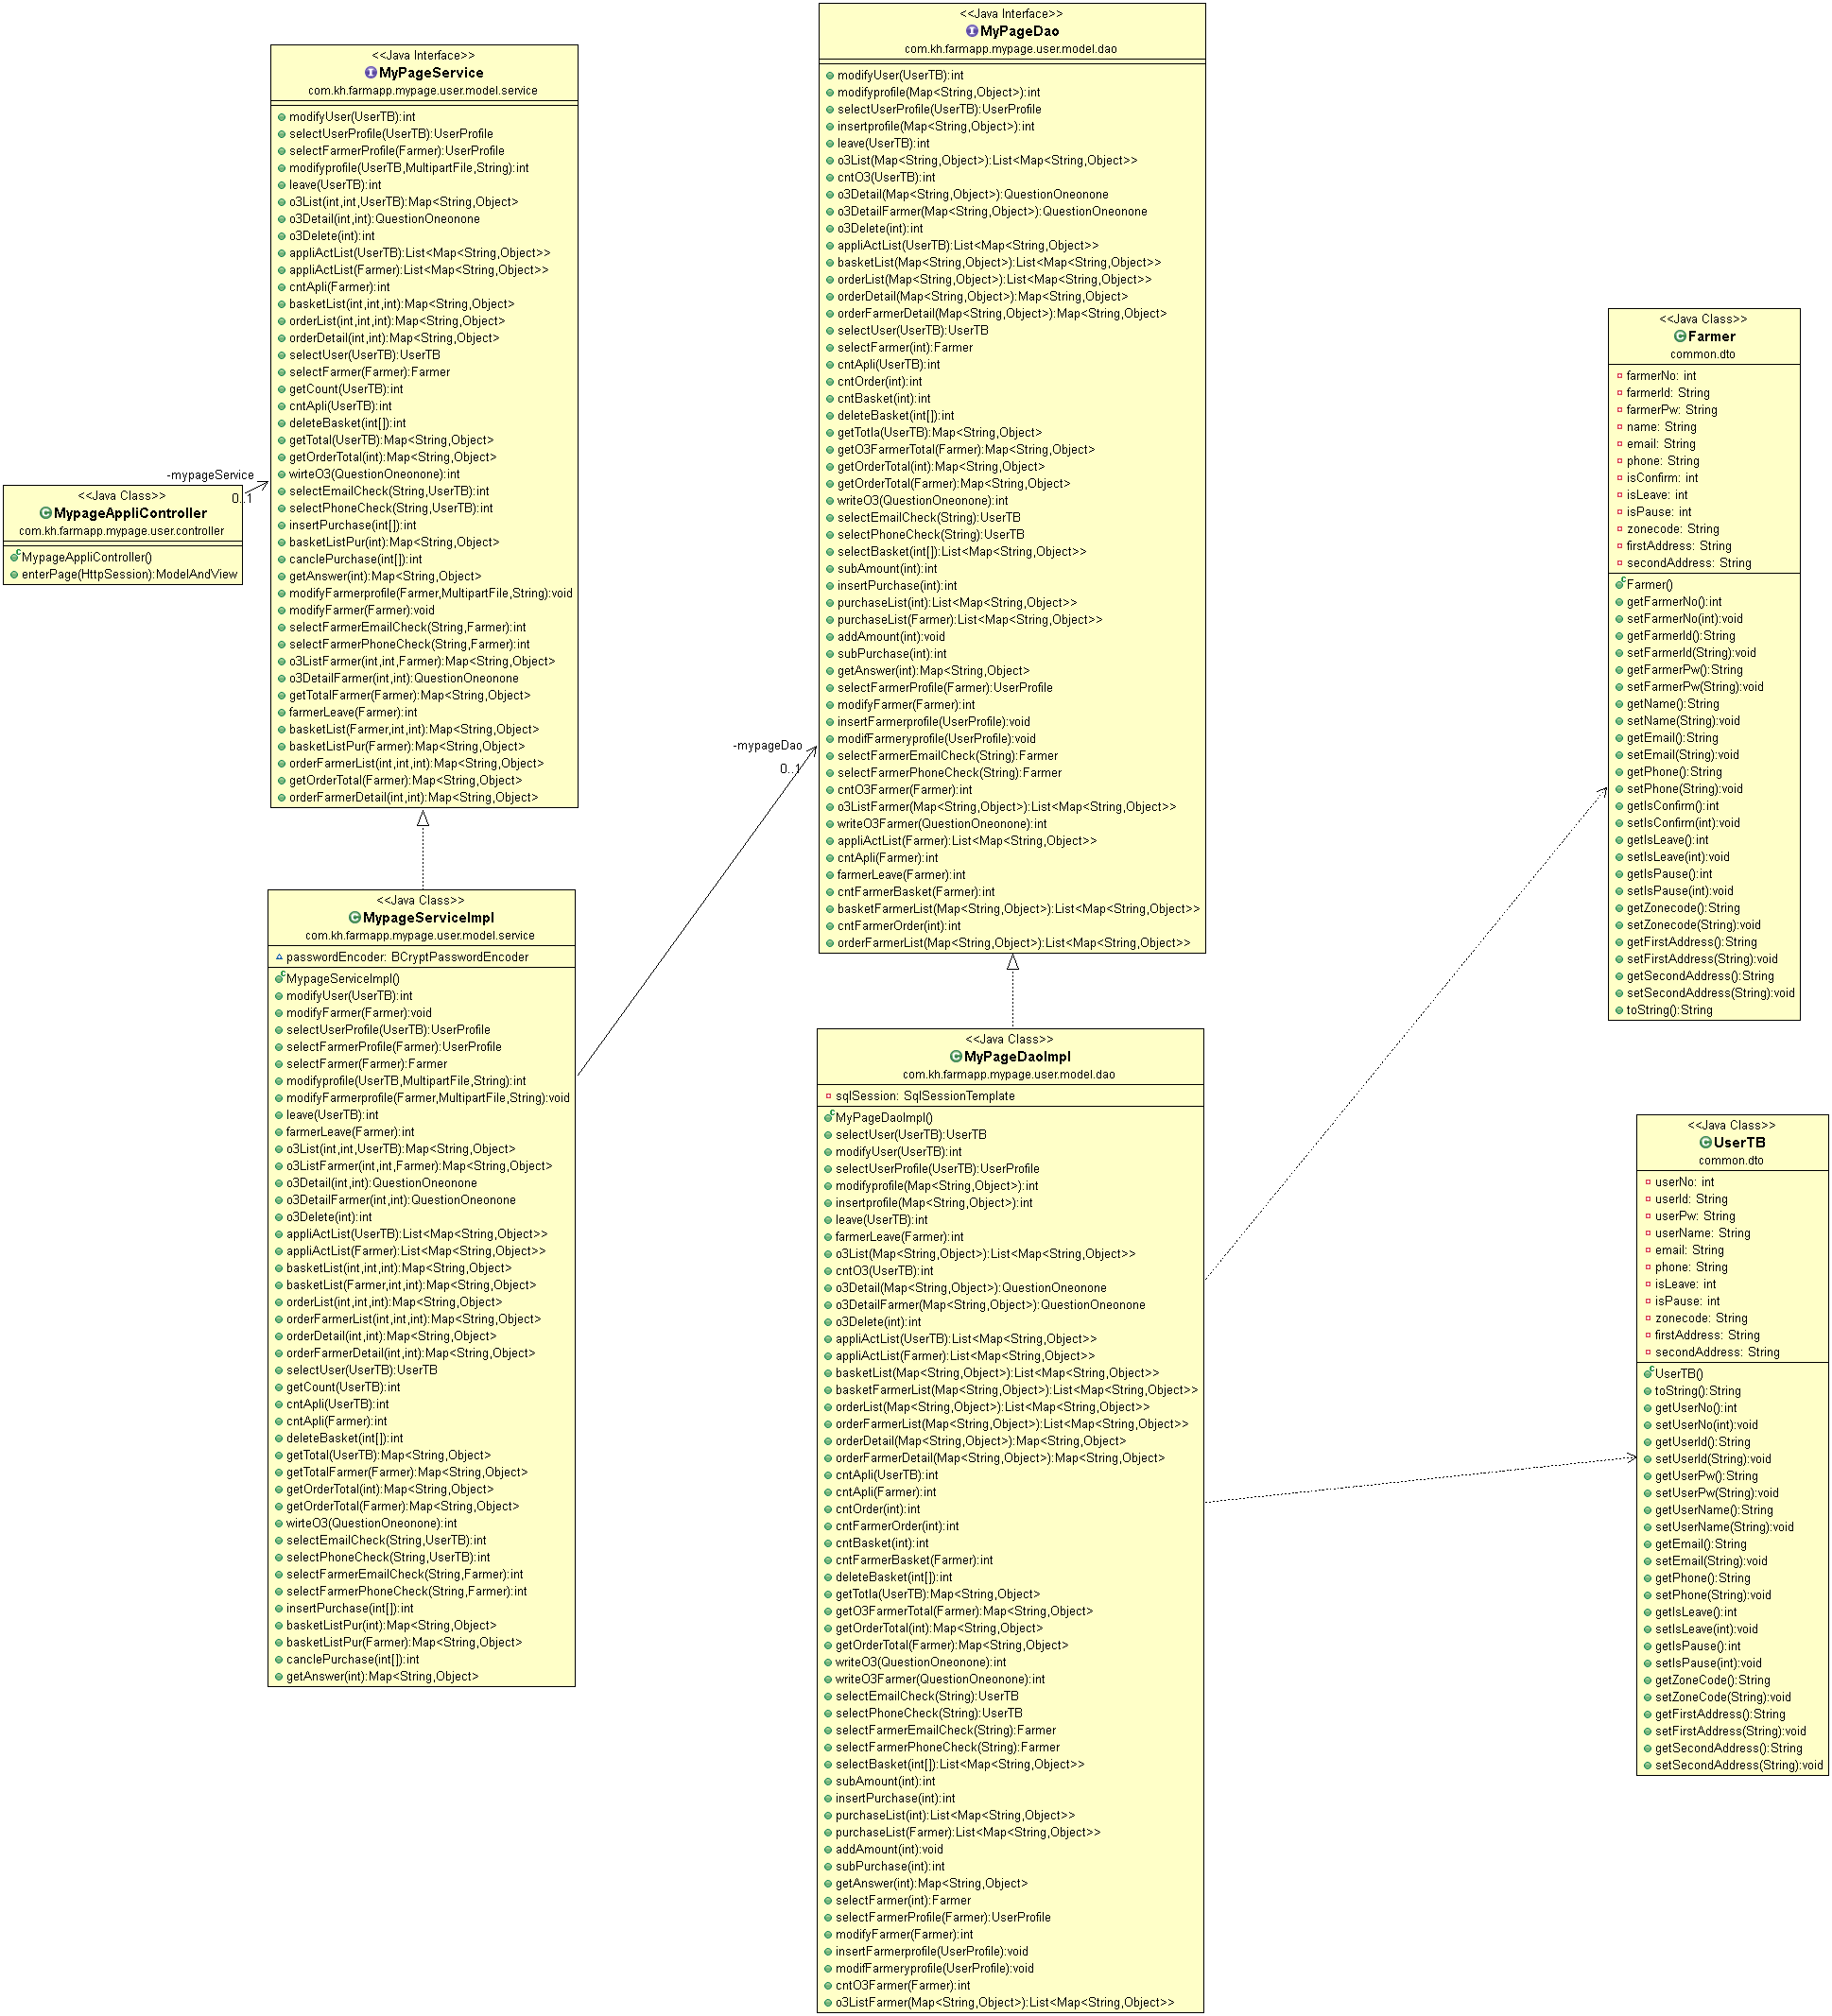 <<Java Interface>>
MyPageService
com.kh.farmapp.mypage.user.model.service
modifyUser(UserTB):int
selectUserProfile(UserTB):UserProfile
selectFarmerProfile(Farmer):UserProfile
modifyprofile(UserTB,MultipartFile,String):int
leave(UserTB):int
o3List(int,int,UserTB):Map<String,Object>
o3Detail(int,int):QuestionOneonone
o3Delete(int):int
appliActList(UserTB):List<Map<String,Object>>
appliActList(Farmer):List<Map<String,Object>>
cntApli(Farmer):int
basketList(int,int,int):Map<String,Object>
orderList(int,int,int):Map<String,Object>
orderDetail(int,int):Map<String,Object>
selectUser(UserTB):UserTB
selectFarmer(Farmer):Farmer
getCount(UserTB):int
cntApli(UserTB):int
deleteBasket(int[]):int
getTotal(UserTB):Map<String,Object>
getOrderTotal(int):Map<String,Object>
wirteO3(QuestionOneonone):int
selectEmailCheck(String,UserTB):int
selectPhoneCheck(String,UserTB):int
insertPurchase(int[]):int
basketListPur(int):Map<String,Object>
canclePurchase(int[]):int
getAnswer(int):Map<String,Object>
modifyFarmerprofile(Farmer,MultipartFile,String):void
modifyFarmer(Farmer):void
selectFarmerEmailCheck(String,Farmer):int
selectFarmerPhoneCheck(String,Farmer):int
o3ListFarmer(int,int,Farmer):Map<String,Object>
o3DetailFarmer(int,int):QuestionOneonone
getTotalFarmer(Farmer):Map<String,Object>
farmerLeave(Farmer):int
basketList(Farmer,int,int):Map<String,Object>
basketListPur(Farmer):Map<String,Object>
orderFarmerList(int,int,int):Map<String,Object>
getOrderTotal(Farmer):Map<String,Object>
orderFarmerDetail(int,int):Map<String,Object>
-mypageService
0..1
<<Java Class>>
MypageAppliController
com.kh.farmapp.mypage.user.controller
MypageAppliController()
enterPage(HttpSession):ModelAndView
<<Java Class>>
MypageServiceImpl
com.kh.farmapp.mypage.user.model.service
passwordEncoder: BCryptPasswordEncoder
MypageServiceImpl()
modifyUser(UserTB):int
modifyFarmer(Farmer):void
selectUserProfile(UserTB):UserProfile
selectFarmerProfile(Farmer):UserProfile
selectFarmer(Farmer):Farmer
modifyprofile(UserTB,MultipartFile,String):int
modifyFarmerprofile(Farmer,MultipartFile,String):void
leave(UserTB):int
farmerLeave(Farmer):int
o3List(int,int,UserTB):Map<String,Object>
o3ListFarmer(int,int,Farmer):Map<String,Object>
o3Detail(int,int):QuestionOneonone
o3DetailFarmer(int,int):QuestionOneonone
o3Delete(int):int
appliActList(UserTB):List<Map<String,Object>>
appliActList(Farmer):List<Map<String,Object>>
basketList(int,int,int):Map<String,Object>
basketList(Farmer,int,int):Map<String,Object>
orderList(int,int,int):Map<String,Object>
orderFarmerList(int,int,int):Map<String,Object>
orderDetail(int,int):Map<String,Object>
orderFarmerDetail(int,int):Map<String,Object>
selectUser(UserTB):UserTB
getCount(UserTB):int
cntApli(UserTB):int
cntApli(Farmer):int
deleteBasket(int[]):int
getTotal(UserTB):Map<String,Object>
getTotalFarmer(Farmer):Map<String,Object>
getOrderTotal(int):Map<String,Object>
getOrderTotal(Farmer):Map<String,Object>
wirteO3(QuestionOneonone):int
selectEmailCheck(String,UserTB):int
selectPhoneCheck(String,UserTB):int
selectFarmerEmailCheck(String,Farmer):int
selectFarmerPhoneCheck(String,Farmer):int
insertPurchase(int[]):int
basketListPur(int):Map<String,Object>
basketListPur(Farmer):Map<String,Object>
canclePurchase(int[]):int
getAnswer(int):Map<String,Object>
-mypageDao
0..1
<<Java Interface>>
MyPageDao
com.kh.farmapp.mypage.user.model.dao
modifyUser(UserTB):int
modifyprofile(Map<String,Object>):int
selectUserProfile(UserTB):UserProfile
insertprofile(Map<String,Object>):int
leave(UserTB):int
o3List(Map<String,Object>):List<Map<String,Object>>
cntO3(UserTB):int
o3Detail(Map<String,Object>):QuestionOneonone
o3DetailFarmer(Map<String,Object>):QuestionOneonone
o3Delete(int):int
appliActList(UserTB):List<Map<String,Object>>
basketList(Map<String,Object>):List<Map<String,Object>>
orderList(Map<String,Object>):List<Map<String,Object>>
orderDetail(Map<String,Object>):Map<String,Object>
orderFarmerDetail(Map<String,Object>):Map<String,Object>
selectUser(UserTB):UserTB
selectFarmer(int):Farmer
cntApli(UserTB):int
cntOrder(int):int
cntBasket(int):int
deleteBasket(int[]):int
getTotla(UserTB):Map<String,Object>
getO3FarmerTotal(Farmer):Map<String,Object>
getOrderTotal(int):Map<String,Object>
getOrderTotal(Farmer):Map<String,Object>
writeO3(QuestionOneonone):int
selectEmailCheck(String):UserTB
selectPhoneCheck(String):UserTB
selectBasket(int[]):List<Map<String,Object>>
subAmount(int):int
insertPurchase(int):int
purchaseList(int):List<Map<String,Object>>
purchaseList(Farmer):List<Map<String,Object>>
addAmount(int):void
subPurchase(int):int
getAnswer(int):Map<String,Object>
selectFarmerProfile(Farmer):UserProfile
modifyFarmer(Farmer):int
insertFarmerprofile(UserProfile):void
modifFarmeryprofile(UserProfile):void
selectFarmerEmailCheck(String):Farmer
selectFarmerPhoneCheck(String):Farmer
cntO3Farmer(Farmer):int
o3ListFarmer(Map<String,Object>):List<Map<String,Object>>
writeO3Farmer(QuestionOneonone):int
appliActList(Farmer):List<Map<String,Object>>
cntApli(Farmer):int
farmerLeave(Farmer):int
cntFarmerBasket(Farmer):int
basketFarmerList(Map<String,Object>):List<Map<String,Object>>
cntFarmerOrder(int):int
orderFarmerList(Map<String,Object>):List<Map<String,Object>>
<<Java Class>>
MyPageDaoImpl
com.kh.farmapp.mypage.user.model.dao
sqlSession: SqlSessionTemplate
MyPageDaoImpl()
selectUser(UserTB):UserTB
modifyUser(UserTB):int
selectUserProfile(UserTB):UserProfile
modifyprofile(Map<String,Object>):int
insertprofile(Map<String,Object>):int
leave(UserTB):int
farmerLeave(Farmer):int
o3List(Map<String,Object>):List<Map<String,Object>>
cntO3(UserTB):int
o3Detail(Map<String,Object>):QuestionOneonone
o3DetailFarmer(Map<String,Object>):QuestionOneonone
o3Delete(int):int
appliActList(UserTB):List<Map<String,Object>>
appliActList(Farmer):List<Map<String,Object>>
basketList(Map<String,Object>):List<Map<String,Object>>
basketFarmerList(Map<String,Object>):List<Map<String,Object>>
orderList(Map<String,Object>):List<Map<String,Object>>
orderFarmerList(Map<String,Object>):List<Map<String,Object>>
orderDetail(Map<String,Object>):Map<String,Object>
orderFarmerDetail(Map<String,Object>):Map<String,Object>
cntApli(UserTB):int
cntApli(Farmer):int
cntOrder(int):int
cntFarmerOrder(int):int
cntBasket(int):int
cntFarmerBasket(Farmer):int
deleteBasket(int[]):int
getTotla(UserTB):Map<String,Object>
getO3FarmerTotal(Farmer):Map<String,Object>
getOrderTotal(int):Map<String,Object>
getOrderTotal(Farmer):Map<String,Object>
writeO3(QuestionOneonone):int
writeO3Farmer(QuestionOneonone):int
selectEmailCheck(String):UserTB
selectPhoneCheck(String):UserTB
selectFarmerEmailCheck(String):Farmer
selectFarmerPhoneCheck(String):Farmer
selectBasket(int[]):List<Map<String,Object>>
subAmount(int):int
insertPurchase(int):int
purchaseList(int):List<Map<String,Object>>
purchaseList(Farmer):List<Map<String,Object>>
addAmount(int):void
subPurchase(int):int
getAnswer(int):Map<String,Object>
selectFarmer(int):Farmer
selectFarmerProfile(Farmer):UserProfile
modifyFarmer(Farmer):int
insertFarmerprofile(UserProfile):void
modifFarmeryprofile(UserProfile):void
cntO3Farmer(Farmer):int
o3ListFarmer(Map<String,Object>):List<Map<String,Object>>
<<Java Class>>
Farmer
common.dto
farmerNo: int
farmerId: String
farmerPw: String
name: String
email: String
phone: String
isConfirm: int
isLeave: int
isPause: int
zonecode: String
firstAddress: String
secondAddress: String
Farmer()
getFarmerNo():int
setFarmerNo(int):void
getFarmerId():String
setFarmerId(String):void
getFarmerPw():String
setFarmerPw(String):void
getName():String
setName(String):void
getEmail():String
setEmail(String):void
getPhone():String
setPhone(String):void
getIsConfirm():int
setIsConfirm(int):void
getIsLeave():int
setIsLeave(int):void
getIsPause():int
setIsPause(int):void
getZonecode():String
setZonecode(String):void
getFirstAddress():String
setFirstAddress(String):void
getSecondAddress():String
setSecondAddress(String):void
toString():String
<<Java Class>>
UserTB
common.dto
userNo: int
userId: String
userPw: String
userName: String
email: String
phone: String
isLeave: int
isPause: int
zonecode: String
firstAddress: String
secondAddress: String
UserTB()
toString():String
getUserNo():int
setUserNo(int):void
getUserId():String
setUserId(String):void
getUserPw():String
setUserPw(String):void
getUserName():String
setUserName(String):void
getEmail():String
setEmail(String):void
getPhone():String
setPhone(String):void
getIsLeave():int
setIsLeave(int):void
getIsPause():int
setIsPause(int):void
getZoneCode():String
setZoneCode(String):void
getFirstAddress():String
setFirstAddress(String):void
getSecondAddress():String
setSecondAddress(String):void